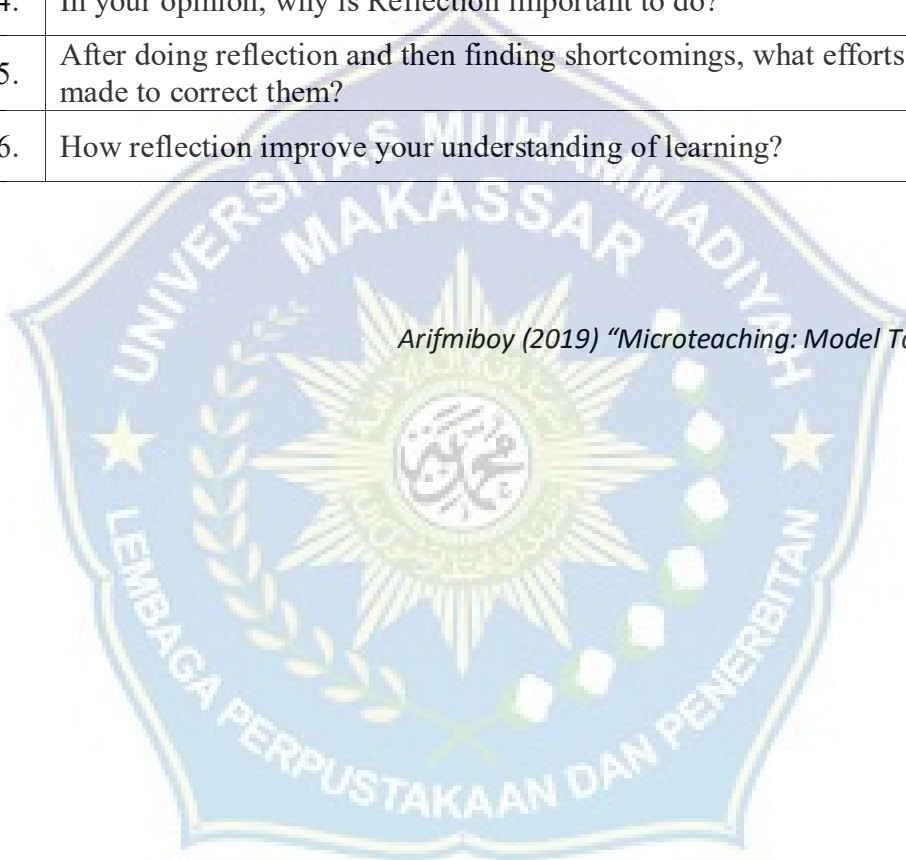 4. In your opinion, why is Reflection important to do?
5. After doing reflection and then finding shortcomings, what efforts
made to correct them?
6. How reflection improve your understanding of learning?
UNIVERSITAS MUHAMMADIYAH
MAKASSAR
Arifmiboy (2019) “Microteaching: Model
LEMBAGA PERPUSTAKAAN DAN PENERBITAN